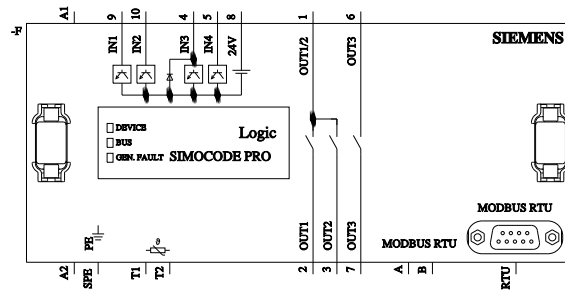 -F
A1 9 10 4 5 8 1 6
IN1 IN2 IN3 IN4 24V OUT1/2 OUT3
SIEMENS
DEVICE
BUS
GEN. FAULT
Logic
SIMOCODE PRO
MODBUS RTU
MODBUS RTU
PE ϑ OUT1 OUT2 OUT3
A2 SPE T1 T2 2 3 7 A B RTU